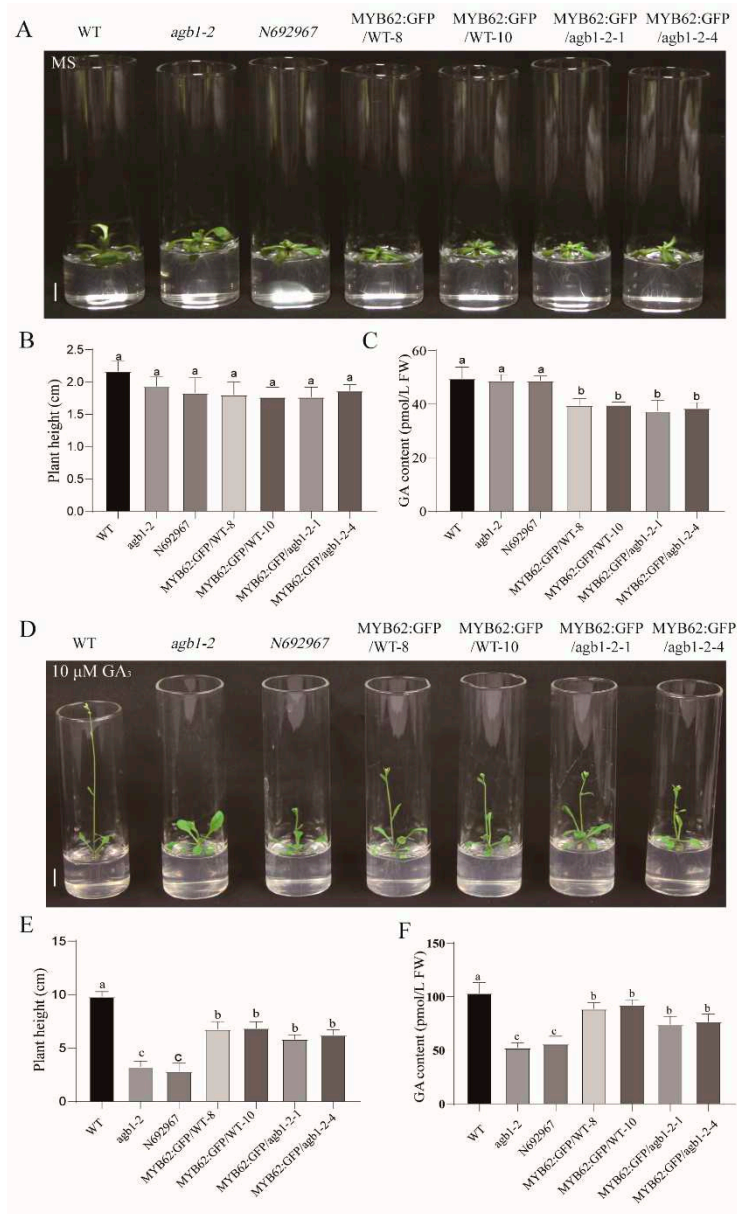 A
WT
agb1-2
N692967
MYB62:GFP
/WT-8
MYB62:GFP
/WT-10
MYB62:GFP
/agb1-2-1
MYB62:GFP
/agb1-2-4
MS
B
Plant height (cm)
2.5
2.0
1.5
1.0
0.5
0.0
a
a
a
a
a
a
a
WT
agb1-2
N692967
MYB62:GFP/WT-8
MYB62:GFP/WT-10
MYB62:GFP/agb1-2-1
MYB62:GFP/agb1-2-4
C
GA content (pmol/L FW)
60
40
20
0
a
a
a
b
b
b
b
WT
agb1-2
N692967
MYB62:GFP/WT-8
MYB62:GFP/WT-10
MYB62:GFP/agb1-2-1
MYB62:GFP/agb1-2-4
D
WT
agb1-2
N692967
MYB62:GFP
/WT-8
MYB62:GFP
/WT-10
MYB62:GFP
/agb1-2-1
MYB62:GFP
/agb1-2-4
10 μM GA₃
E
Plant height (cm)
15
10
5
0
a
c
c
b
b
b
b
WT
agb1-2
N692967
MYB62:GFP/WT-8
MYB62:GFP/WT-10
MYB62:GFP/agb1-2-1
MYB62:GFP/agb1-2-4
F
GA content (pmol/L FW)
150
100
50
0
a
c
c
b
b
b
b
WT
agb1-2
N692967
MYB62:GFP/WT-8
MYB62:GFP/WT-10
MYB62:GFP/agb1-2-1
MYB62:GFP/agb1-2-4